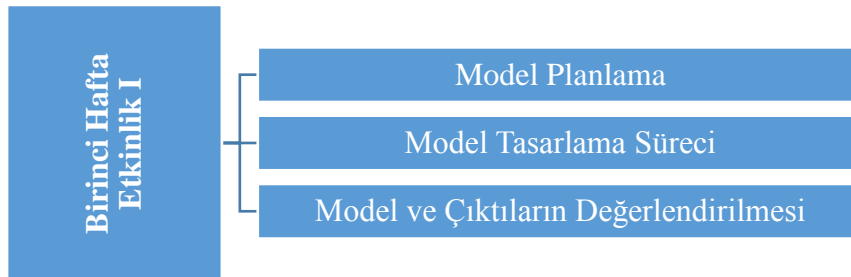 Birinci Hafta
Etkinlik I
Model Planlama
Model Tasarlama Süreci
Model ve Çıktıların Değerlendirilmesi